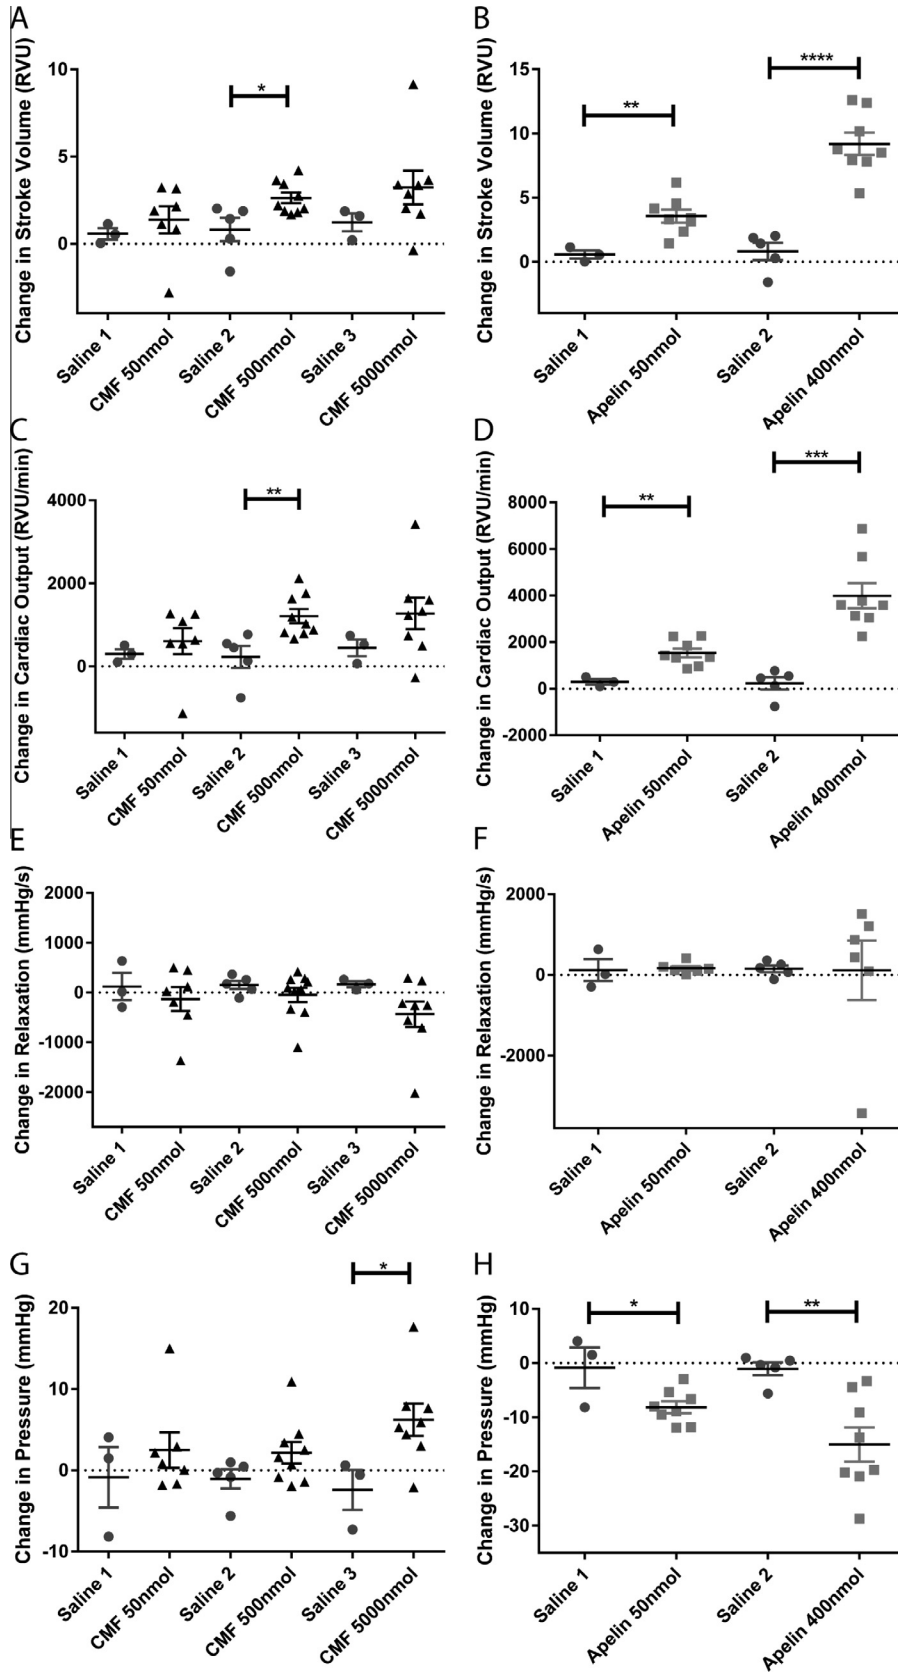 A
Change in Stroke Volume (RVU)
10
5
0
*
Saline 1
CMF 50nmol
Saline 2
CMF 500nmol
Saline 3
CMF 5000nmol
B
Change in Stroke Volume (RVU)
15
10
5
0
**
****
Saline 1
Apelin 50nmol
Saline 2
Apelin 400nmol
C
Change in Cardiac Output (RVU/min)
4000
2000
0
**
Saline 1
CMF 50nmol
Saline 2
CMF 500nmol
Saline 3
CMF 5000nmol
D
Change in Cardiac Output (RVU/min)
8000
6000
4000
2000
0
-2000
**
***
Saline 1
Apelin 50nmol
Saline 2
Apelin 400nmol
E
Change in Relaxation (mmHg/s)
2000
1000
0
-1000
-2000
Saline 1
CMF 50nmol
Saline 2
CMF 500nmol
Saline 3
CMF 5000nmol
F
Change in Relaxation (mmHg/s)
2000
0
-2000
Saline 1
Apelin 50nmol
Saline 2
Apelin 400nmol
G
Change in Pressure (mmHg)
20
10
0
-10
*
Saline 1
CMF 50nmol
Saline 2
CMF 500nmol
Saline 3
CMF 5000nmol
H
Change in Pressure (mmHg)
10
0
-10
-20
-30
*
**
Saline 1
Apelin 50nmol
Saline 2
Apelin 400nmol